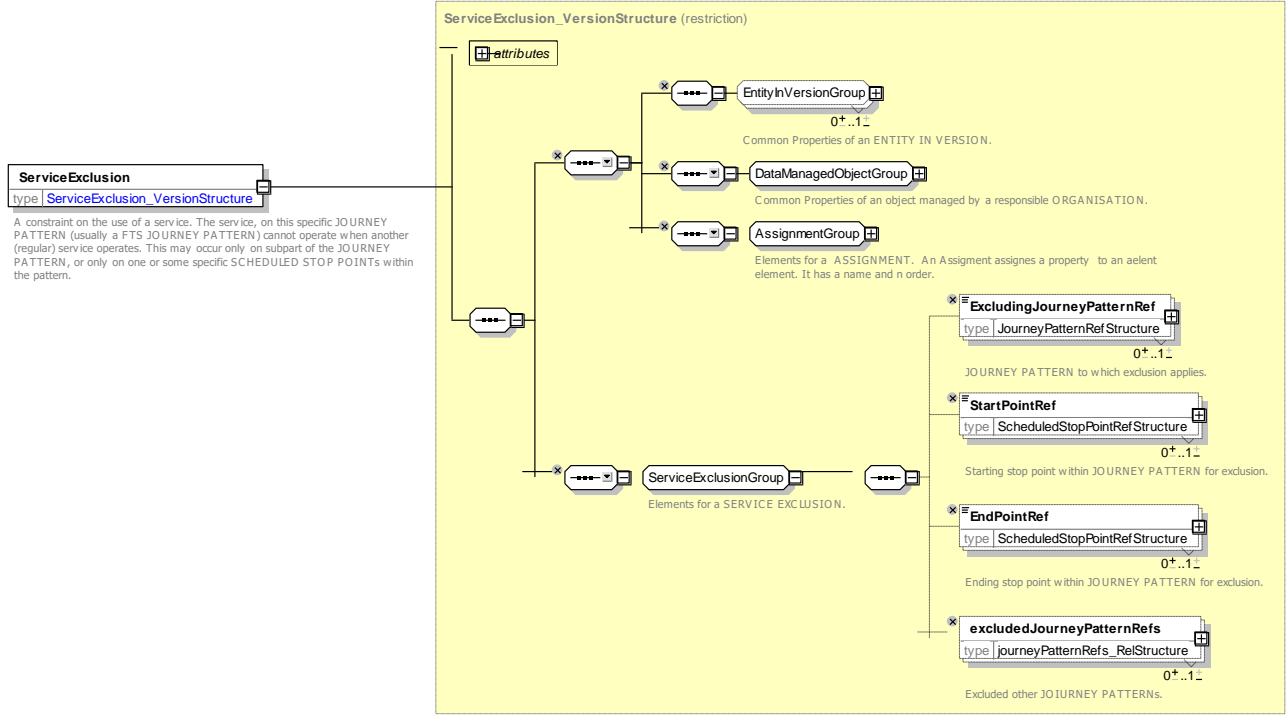 ServiceExclusion_VersionStructure (restriction)
attributes
EntityInVersionGroup
0..1
Common Properties of an ENTITY IN VERSION.
DataManagedObjectGroup
Common Properties of an object managed by a responsible ORGANISATION.
AssignmentGroup
Elements for a ASSIGNMENT. An Assigment assignes a property to an aelent
element. It has a name and n order.
ServiceExclusion
type ServiceExclusion_VersionStructure
A constraint on the use of a service. The service, on this specific JOURNEY
PATTERN (usually a FTS JOURNEY PATTERN) cannot operate when another
(regular) service operates. This may occur only on subpart of the JOURNEY
PATTERN, or only on one or some specific SCHEDULED STOP POINTs within
the pattern.
ServiceExclusionGroup
Elements for a SERVICE EXCLUSION.
ExcludingJourneyPatternRef
type JourneyPatternRefStructure
0..1
JOURNEY PATTERN to which exclusion applies.
StartPointRef
type ScheduledStopPointRefStructure
0..1
Starting stop point within JOURNEY PATTERN for exclusion.
EndPointRef
type ScheduledStopPointRefStructure
0..1
Ending stop point within JOURNEY PATTERN for exclusion.
excludedJourneyPatternRefs
type journeyPatternRefs_RelStructure
0..1
Excluded other JOIURNEY PATTERNs.